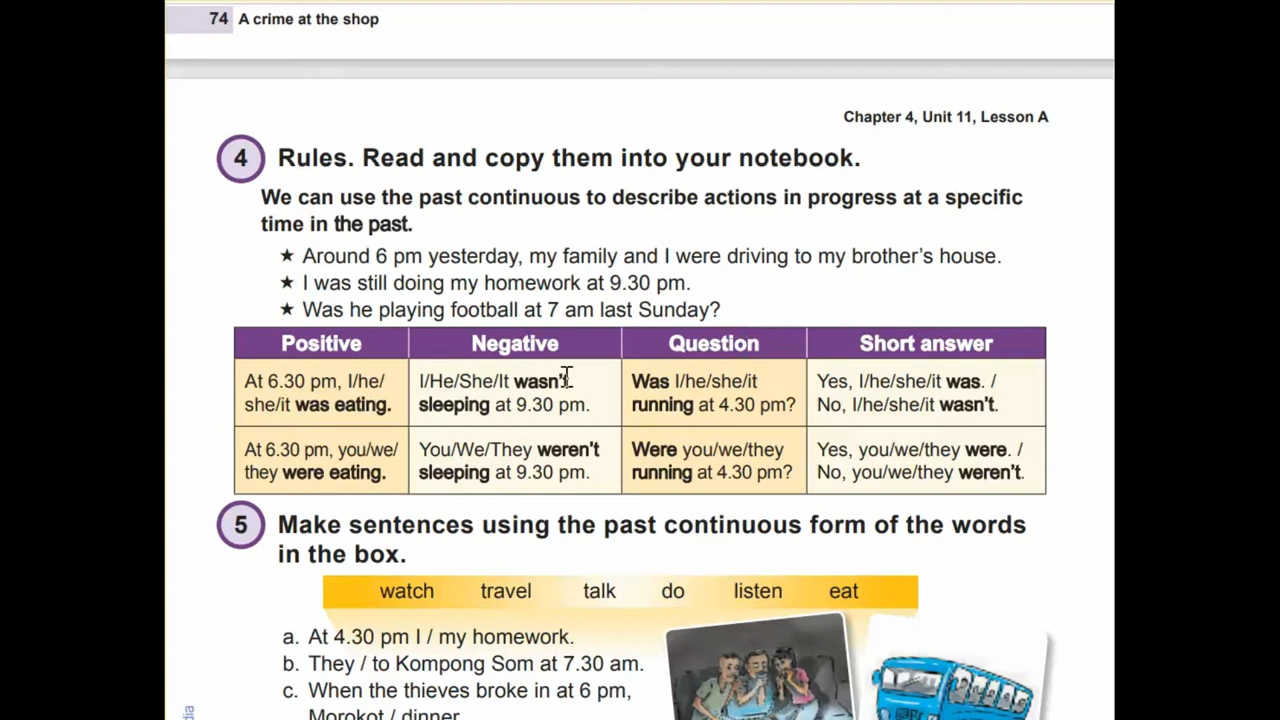 74 A crime at the shop
Chapter 4, Unit 11, Lesson A
4 Rules. Read and copy them into your notebook.
We can use the past continuous to describe actions in progress at a specific
time in the past.
★ Around 6 pm yesterday, my family and I were driving to my brother's house.
★ I was still doing my homework at 9.30 pm.
★ Was he playing football at 7 am last Sunday?
Positive Negative Question Short answer
At 6.30 pm, I/he/ I/He/She/It wasn't Was I/he/she/it Yes, I/he/she/it was. /
she/it was eating. sleeping at 9.30 pm. running at 4.30 pm? No, I/he/she/it wasn't.
At 6.30 pm, you/we/ You/We/They weren't Were you/we/they Yes, you/we/they were. /
they were eating. sleeping at 9.30 pm. running at 4.30 pm? No, you/we/they weren't.
5 Make sentences using the past continuous form of the words
in the box.
watch travel talk do listen eat
a. At 4.30 pm I / my homework.
b. They / to Kompong Som at 7.30 am.
c. When the thieves broke in at 6 pm,
Morokot / dinner
dia